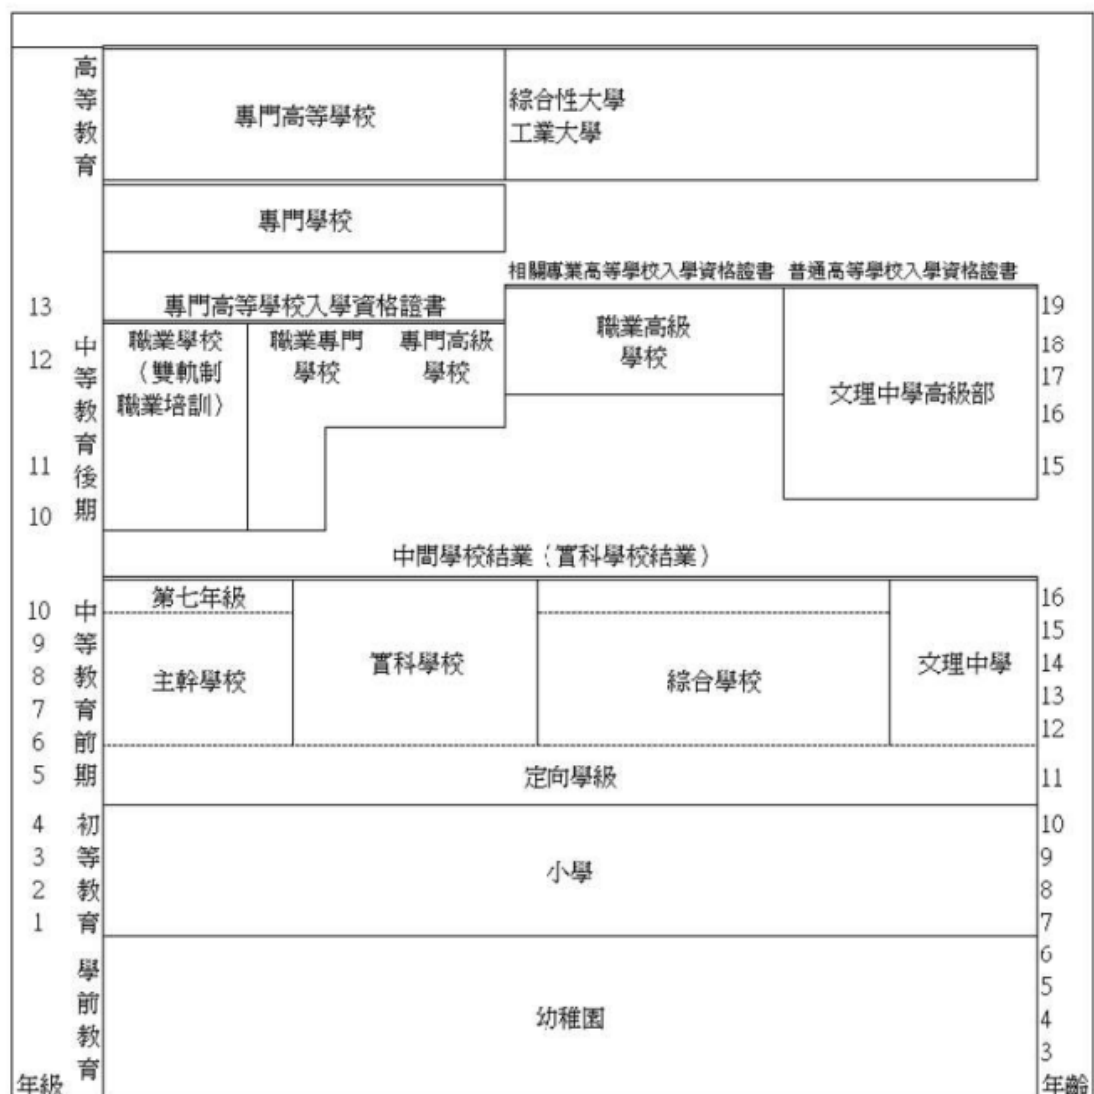 高等教育
專門高等學校
綜合性大學
工業大學
專門學校
相關專業高等學校入學資格證書
普通高等學校入學資格證書
專門高等學校入學資格證書
13
12
11
10
中等教育後期
職業學校
（雙軌制
職業培訓）
職業專門
學校
專門高級
學校
職業高級
學校
文理中學高級部
19
18
17
16
15
中間學校結業（實科學校結業）
10
9
8
7
6
5
中等教育前期
第七年級
主幹學校
實科學校
綜合學校
文理中學
16
15
14
13
12
定向學級
11
4
3
2
1
初等教育
小學
10
9
8
7
學前教育
幼稚園
6
5
4
3
年級
年齡